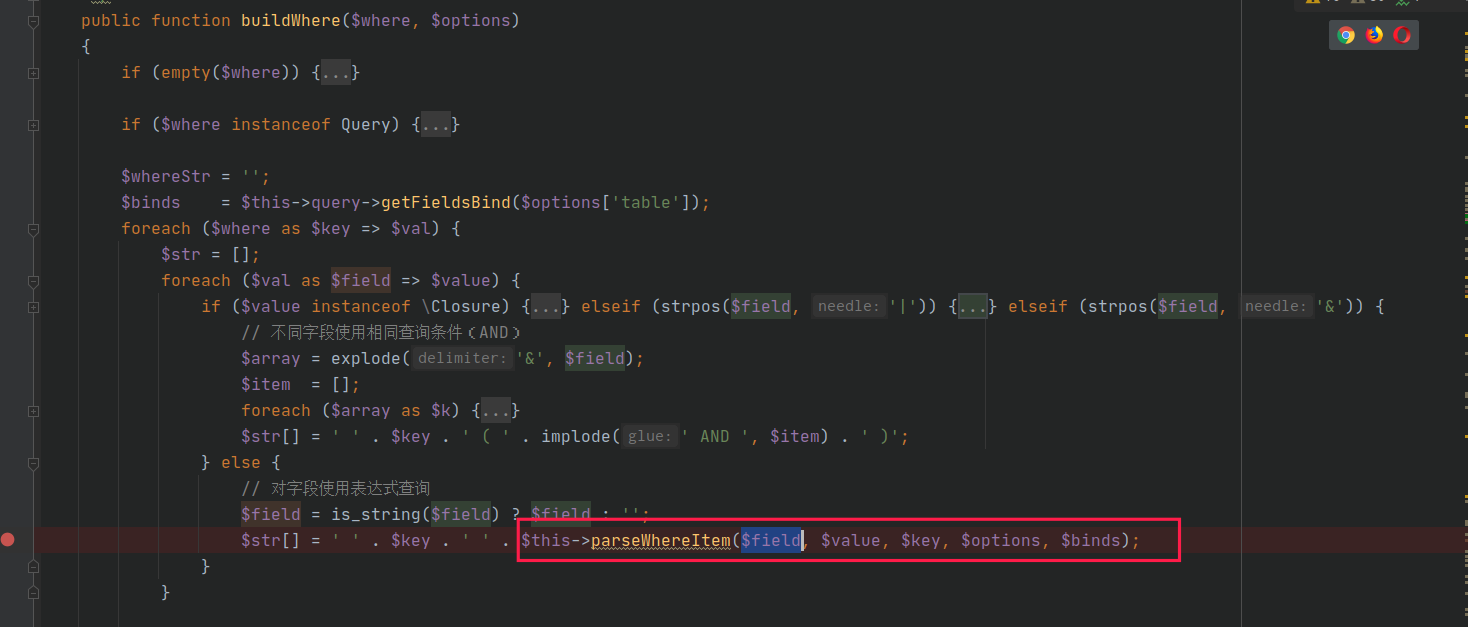 public function buildWhere($where, $options)
{
if (empty($where)) {...}
if ($where instanceof Query) {...}
$whereStr = '';
$binds    = $this->query->getFieldsBind($options['table']);
foreach ($where as $key => $val) {
$str = [];
foreach ($val as $field => $value) {
if ($value instanceof \Closure) {...} elseif (strpos($field, needle: '|')) {...} elseif (strpos($field, needle: '&')) {
// 不同字段使用相同查询条件（AND）
$array = explode( delimiter: '&', $field);
$item  = [];
foreach ($array as $k) {...}
$str[] = ' ' . $key . ' ( ' . implode( glue: ' AND ', $item) . ' )';
} else {
// 对字段使用表达式查询
$field = is_string($field) ? $field : '';
$str[] = ' ' . $key . ' ' . $this->parseWhereItem($field, $value, $key, $options, $binds);
}
}